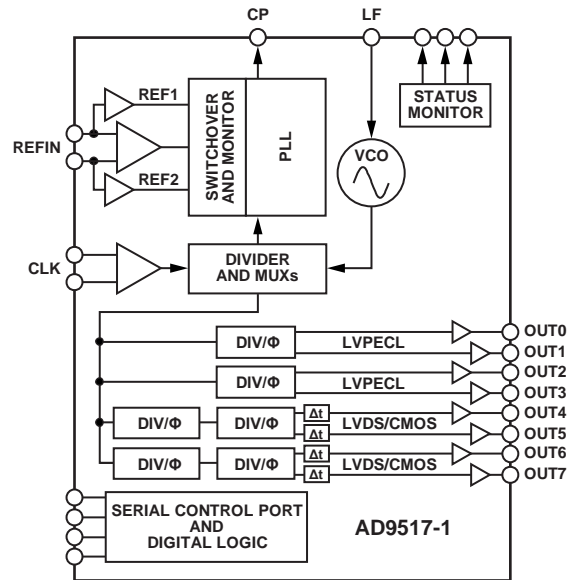 CP
LF
REF1
STATUS
MONITOR
REFIN
SWITCHOVER
AND MONITOR
PLL
VCO
REF2
DIVIDER
AND MUXs
CLK
DIV/Φ
LVPECL
OUT0
OUT1
DIV/Φ
LVPECL
OUT2
OUT3
DIV/Φ
DIV/Φ
Δt
Δt
LVDS/CMOS
OUT4
OUT5
DIV/Φ
DIV/Φ
Δt
Δt
LVDS/CMOS
OUT6
OUT7
SERIAL CONTROL PORT
AND
DIGITAL LOGIC
AD9517-1